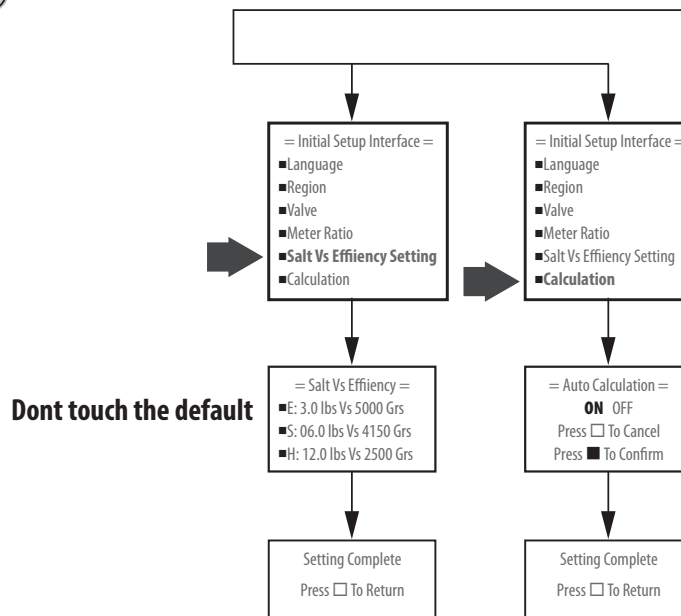 = Initial Setup Interface =
■Language
■Region
■Valve
■Meter Ratio
■Salt Vs Effiiency Setting
■Calculation
= Initial Setup Interface =
■Language
■Region
■Valve
■Meter Ratio
■Salt Vs Effiiency Setting
■Calculation
Dont touch the default
= Salt Vs Effiiency =
■E: 3.0 lbs Vs 5000 Grs
■S: 06.0 lbs Vs 4150 Grs
■H: 12.0 lbs Vs 2500 Grs
= Auto Calculation =
ON OFF
Press □ To Cancel
Press ■ To Confirm
Setting Complete
Press □ To Return
Setting Complete
Press □ To Return